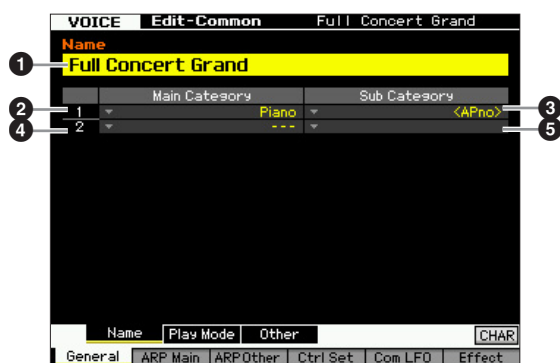 VOICE Edit-Common Full Concert Grand
Name
1 Full Concert Grand
Main Category Sub Category
2 1 Piano <APno> 3
4 2 --- 5
Name Play Mode Other CHAR
General ARP Main ARP Other Ctrl Set Com LFO Effect